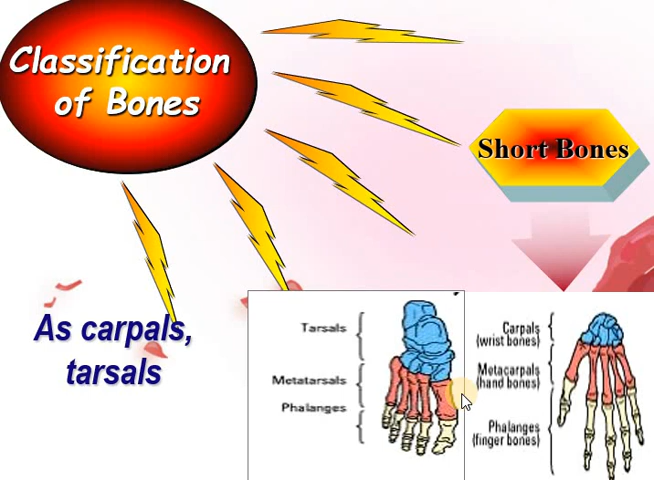 Classification
of Bones
Short Bones
As carpals,
tarsals
Tarsals
Metatarsals
Phalanges
Carpals
(wrist bones)
Metacarpals
(hand bones)
Phalanges
(finger bones)